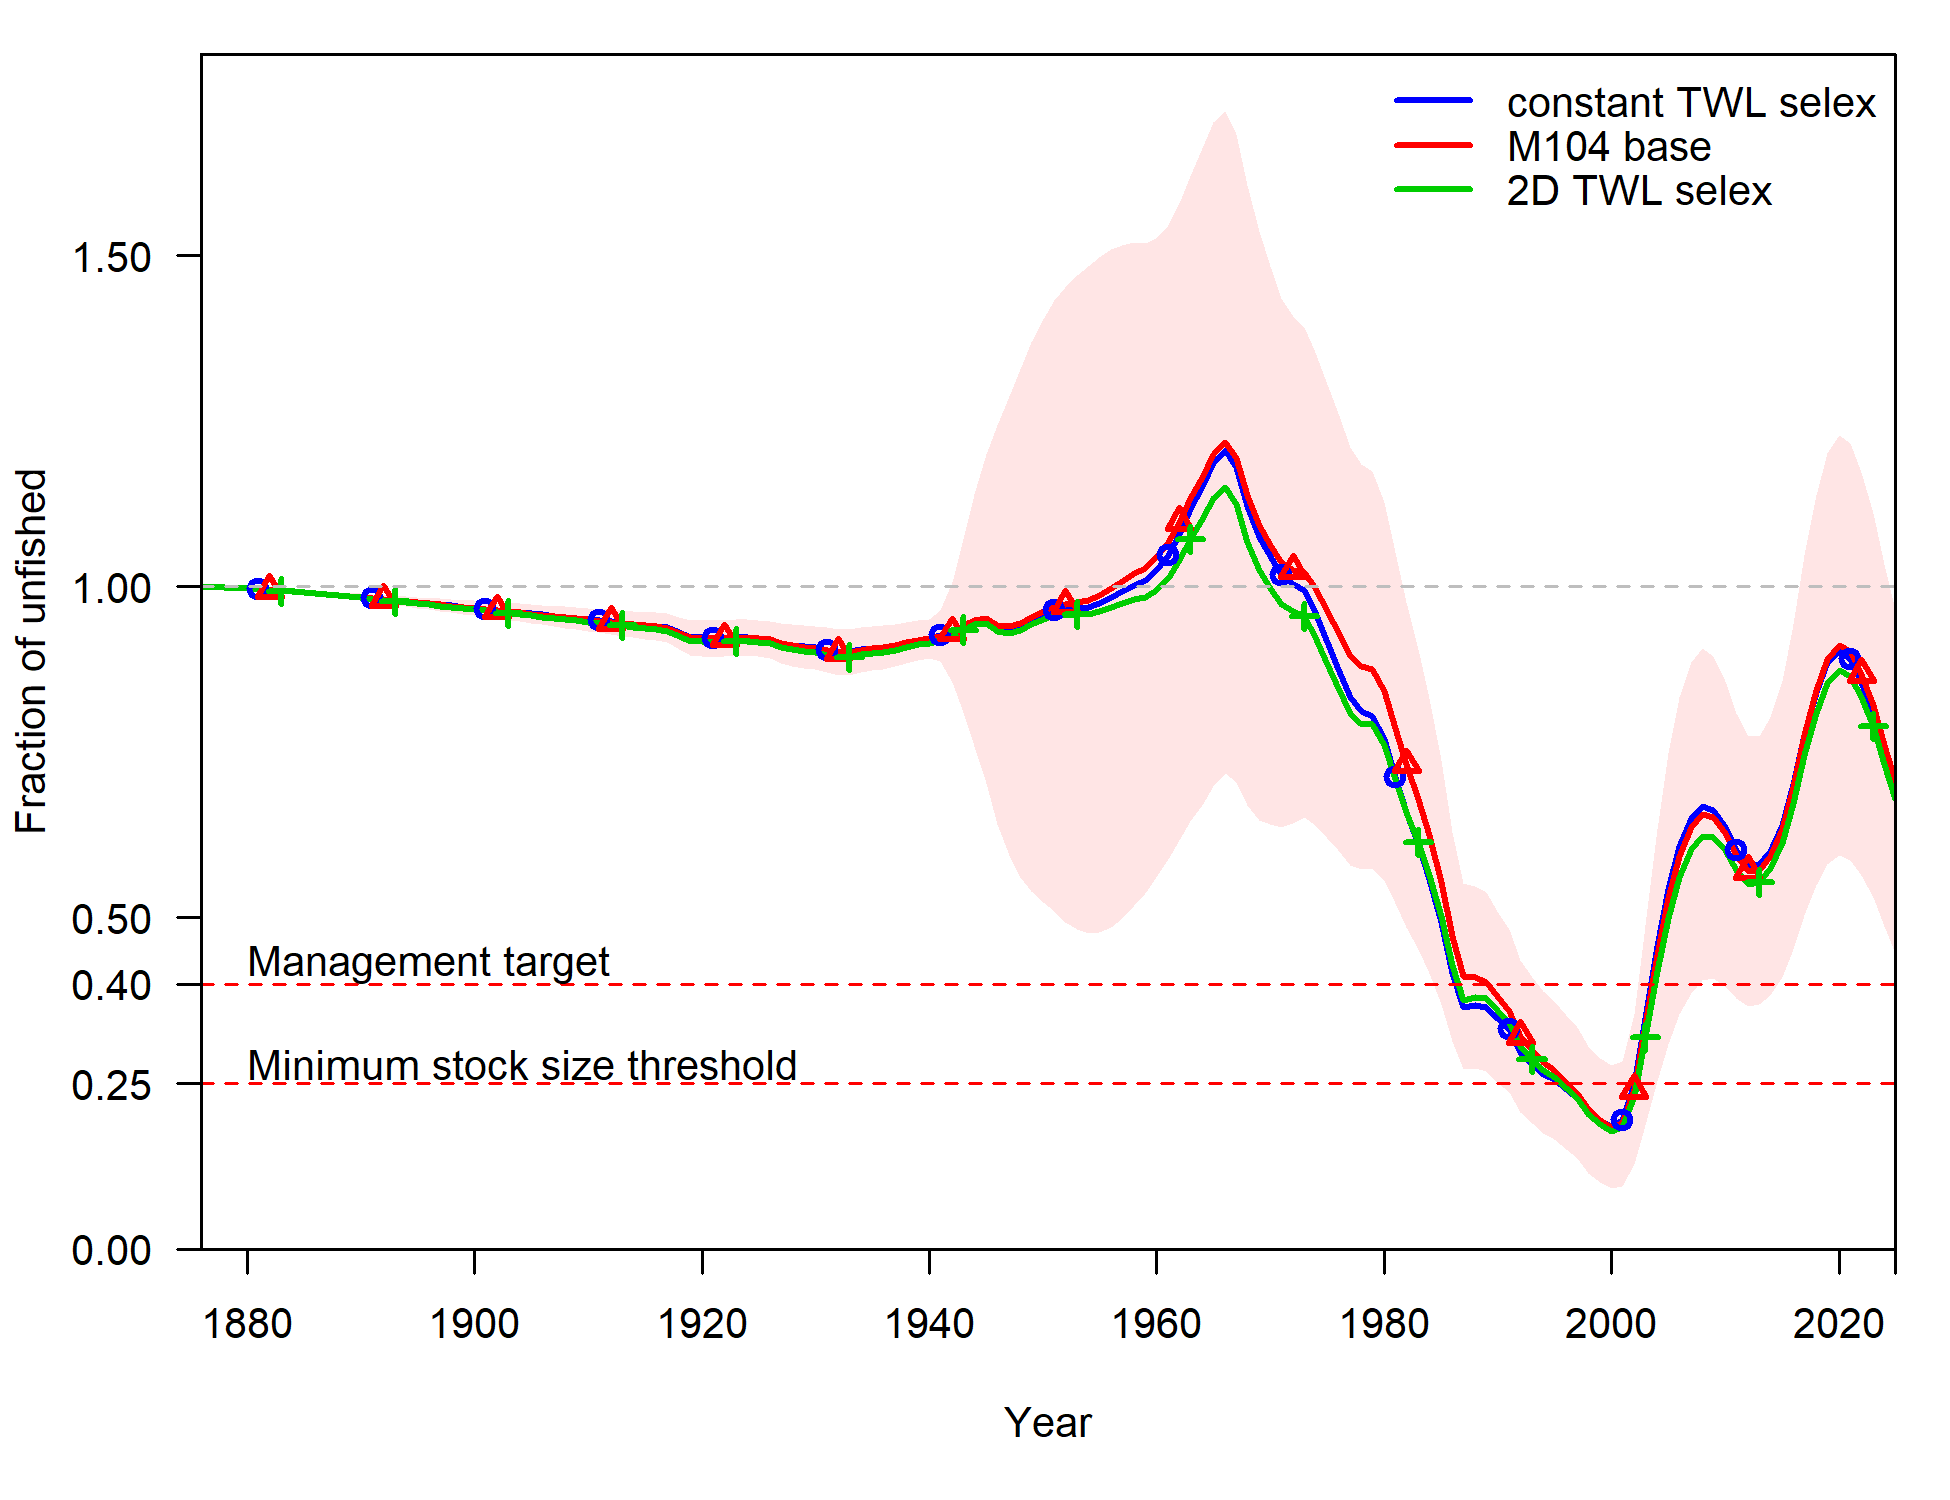 constant TWL selex
M104 base
2D TWL selex
1.50
1.00
0.50
0.40
0.25
0.00
Fraction of unfished
Management target
Minimum stock size threshold
1880 1900 1920 1940 1960 1980 2000 2020
Year